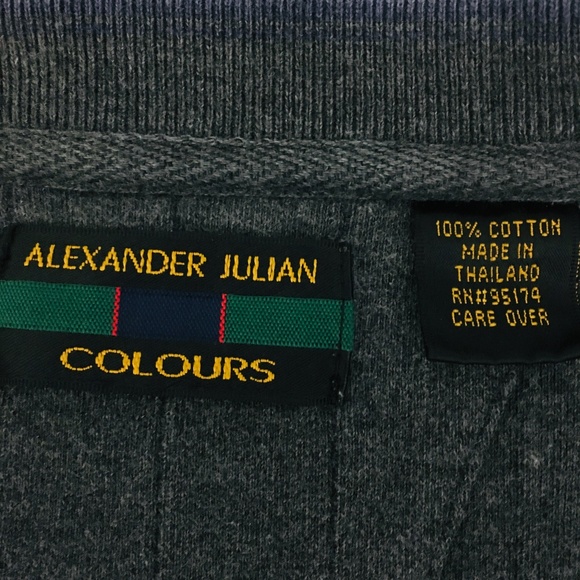 ALEXANDER JULIAN
COLOURS
100% COTTON
MADE IN
THAILAND
RN#35174
CARE OVER